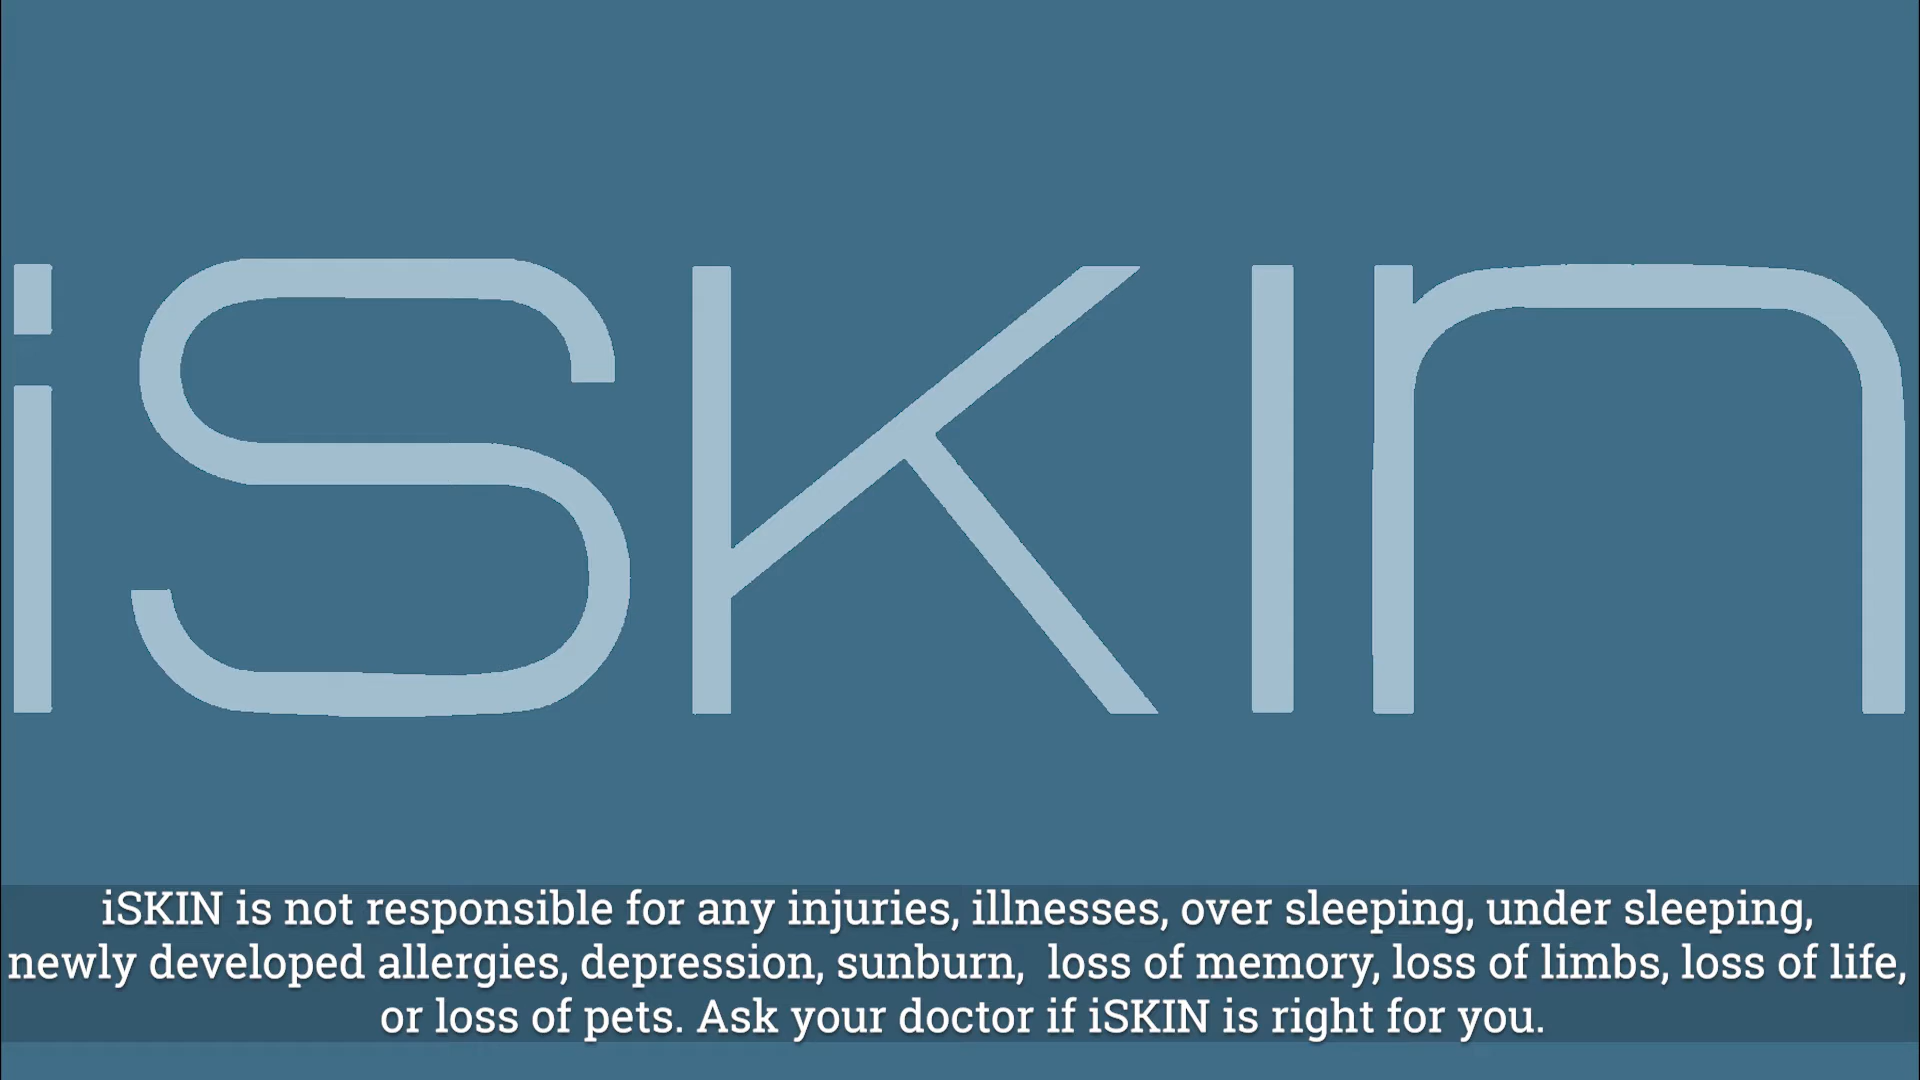 iSKIN
iSKIN is not responsible for any injuries, illnesses, over sleeping, under sleeping,
newly developed allergies, depression, sunburn,  loss of memory, loss of limbs, loss of life,
or loss of pets. Ask your doctor if iSKIN is right for you.